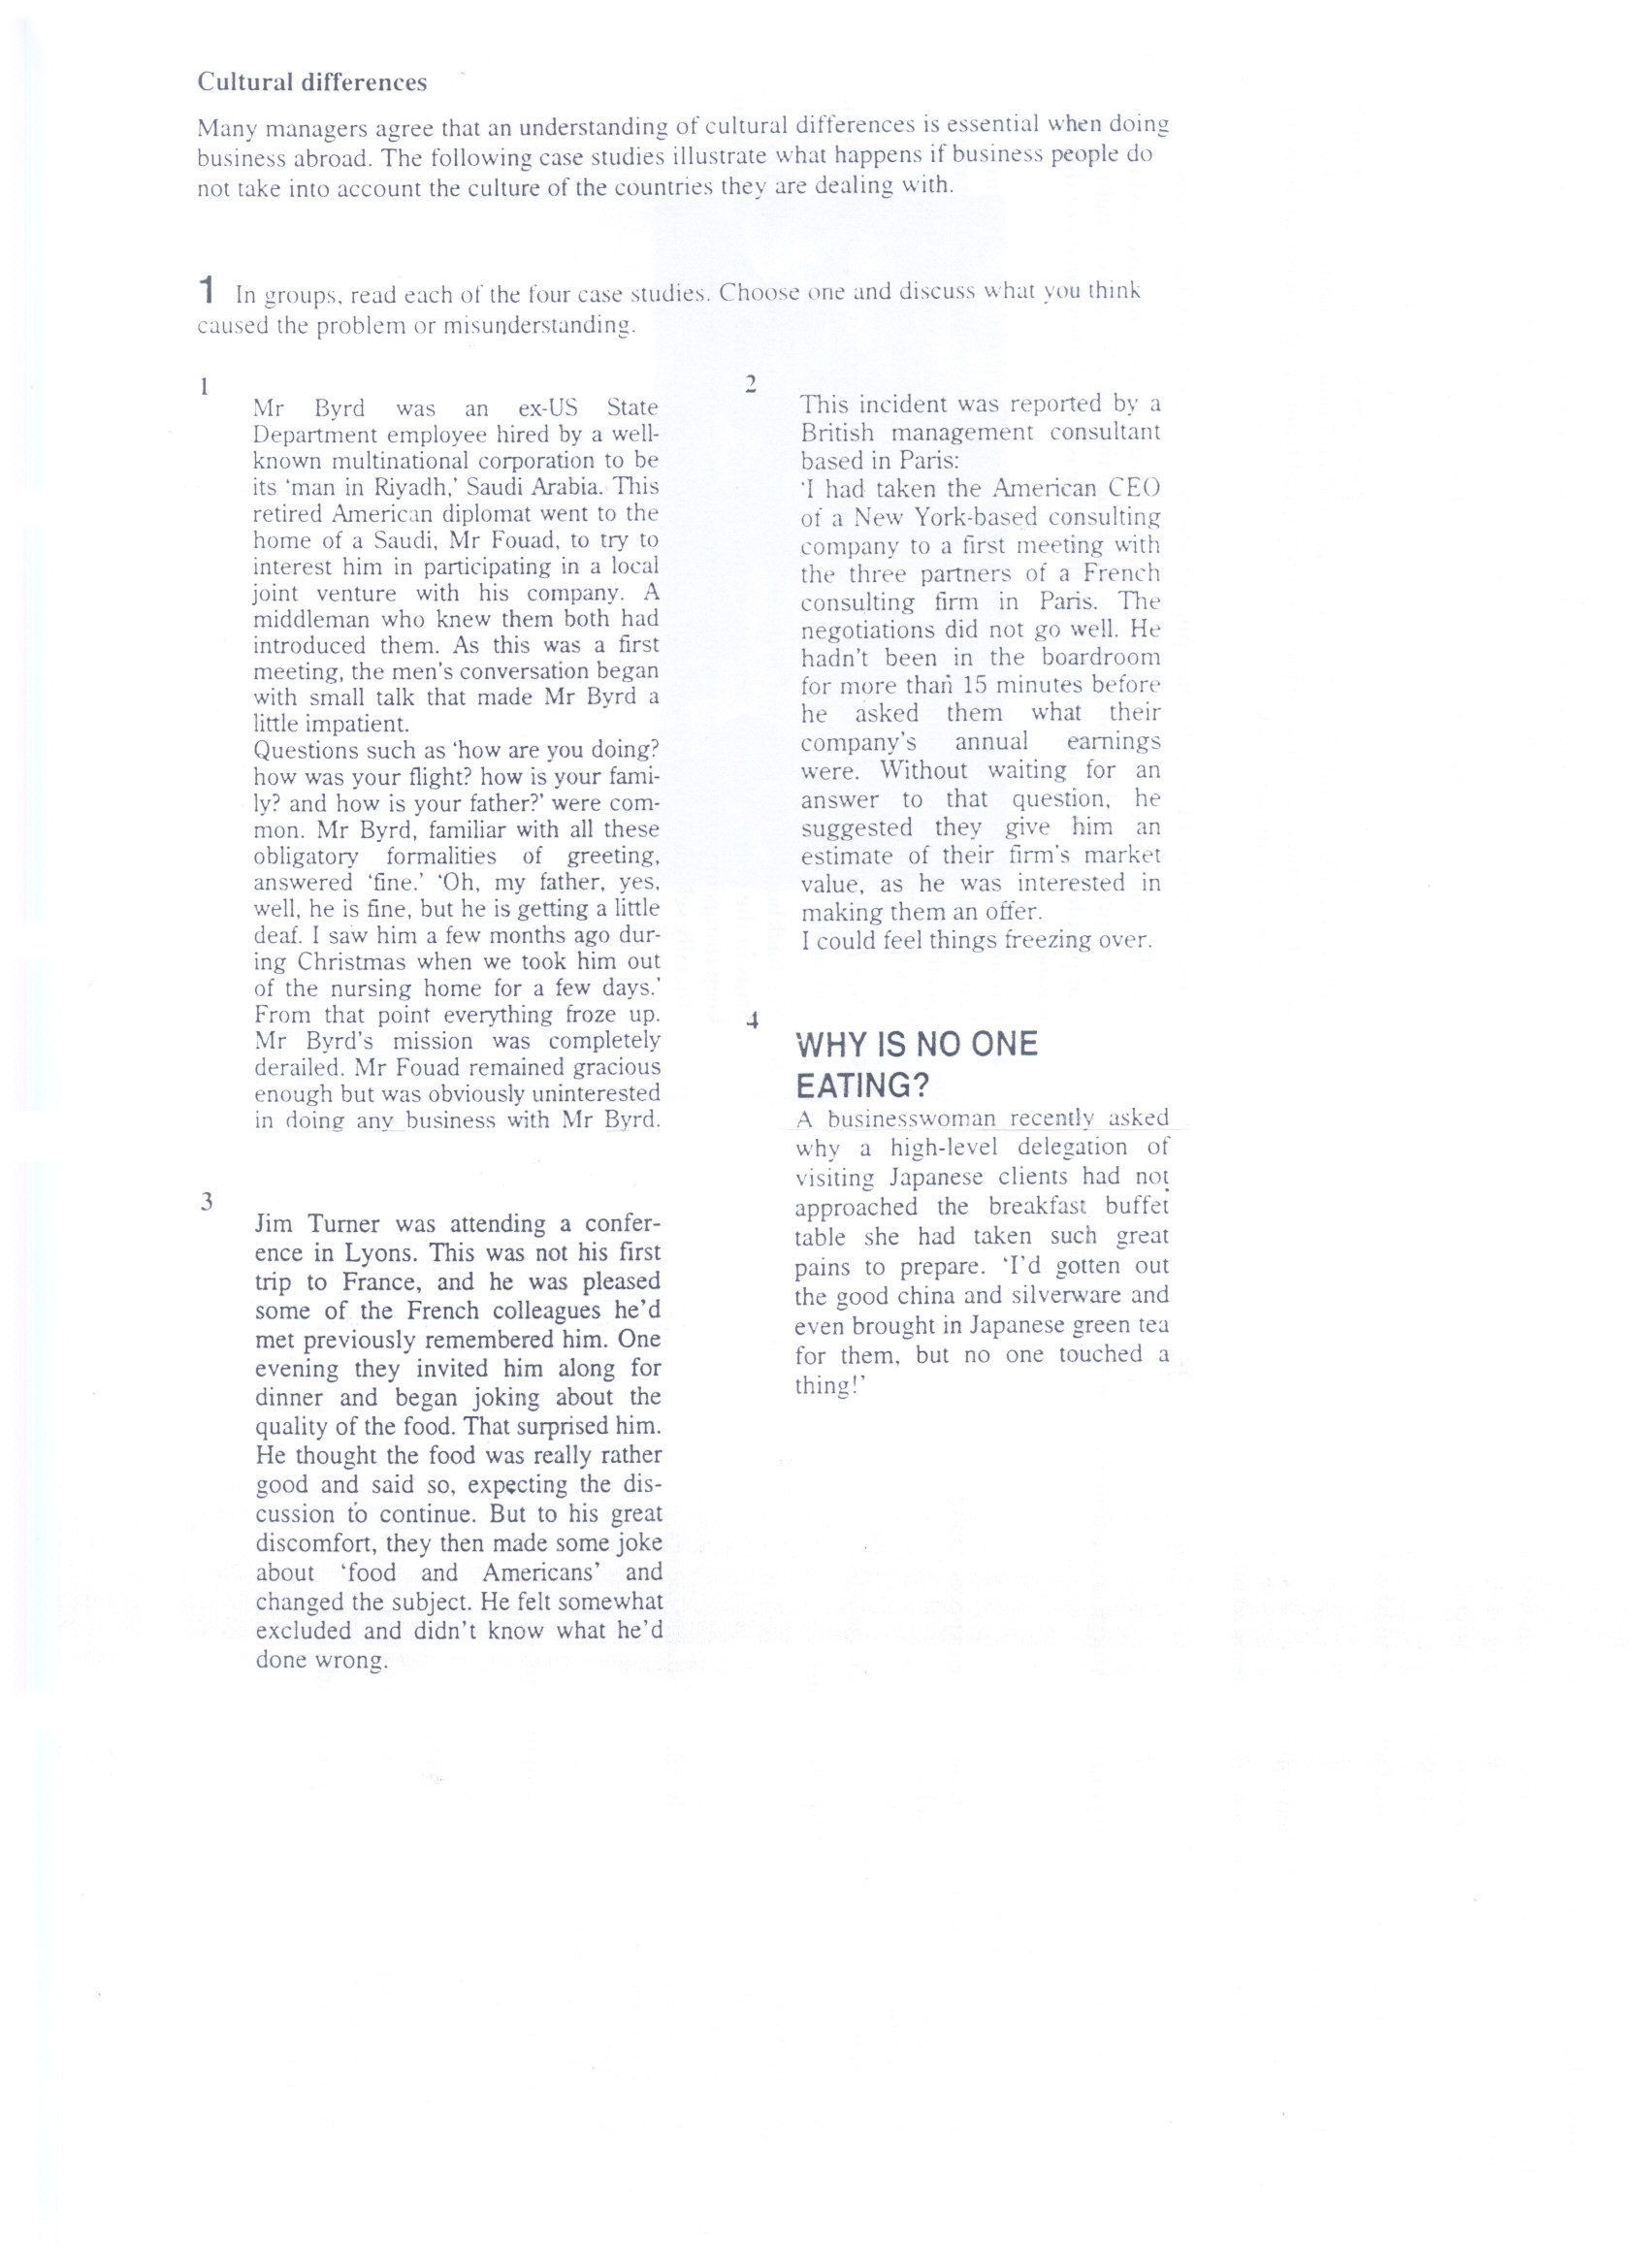 Cultural differences
Many managers agree that an understanding of cultural differences is essential when doing
business abroad. The following case studies illustrate what happens if business people do
not take into account the culture of the countries they are dealing with.
1 In groups, read each of the four case studies. Choose one and discuss what you think
caused the problem or misunderstanding.
1
Mr Byrd was an ex-US State
Department employee hired by a well-
known multinational corporation to be
its ‘man in Riyadh,’ Saudi Arabia. This
retired American diplomat went to the
home of a Saudi, Mr Fouad, to try to
interest him in participating in a local
joint venture with his company. A
middleman who knew them both had
introduced them. As this was a first
meeting, the men's conversation began
with small talk that made Mr Byrd a
little impatient.
Questions such as ‘how are you doing?
how was your flight? how is your fami-
ly? and how is your father?’ were com-
mon. Mr Byrd, familiar with all these
obligatory formalities of greeting,
answered ‘fine.’ ‘Oh, my father, yes,
well, he is fine, but he is getting a little
deaf. I saw him a few months ago dur-
ing Christmas when we took him out
of the nursing home for a few days.’
From that point everything froze up.
Mr Byrd's mission was completely
derailed. Mr Fouad remained gracious
enough but was obviously uninterested
in doing any business with Mr Byrd.
2
This incident was reported by a
British management consultant
based in Paris:
‘I had taken the American CEO
of a New York-based consulting
company to a first meeting with
the three partners of a French
consulting firm in Paris. The
negotiations did not go well. He
hadn't been in the boardroom
for more than 15 minutes before
he asked them what their
company's annual earnings
were. Without waiting for an
answer to that question, he
suggested they give him an
estimate of their firm's market
value, as he was interested in
making them an offer.
I could feel things freezing over.
3
Jim Turner was attending a confer-
ence in Lyons. This was not his first
trip to France, and he was pleased
some of the French colleagues he'd
met previously remembered him. One
evening they invited him along for
dinner and began joking about the
quality of the food. That surprised him.
He thought the food was really rather
good and said so, expecting the dis-
cussion to continue. But to his great
discomfort, they then made some joke
about ‘food and Americans’ and
changed the subject. He felt somewhat
excluded and didn't know what he'd
done wrong.
4
WHY IS NO ONE
EATING?
A businesswoman recently asked
why a high-level delegation of
visiting Japanese clients had not
approached the breakfast buffet
table she had taken such great
pains to prepare. ‘I'd gotten out
the good china and silverware and
even brought in Japanese green tea
for them, but no one touched a
thing!’